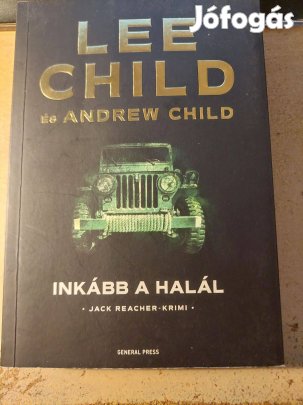 Jófogás
LEE
CHILD
ÉS ANDREW CHILD
INKÁBB A HALÁL
• JACK REACHER-KRIMI •
GENERAL PRESS